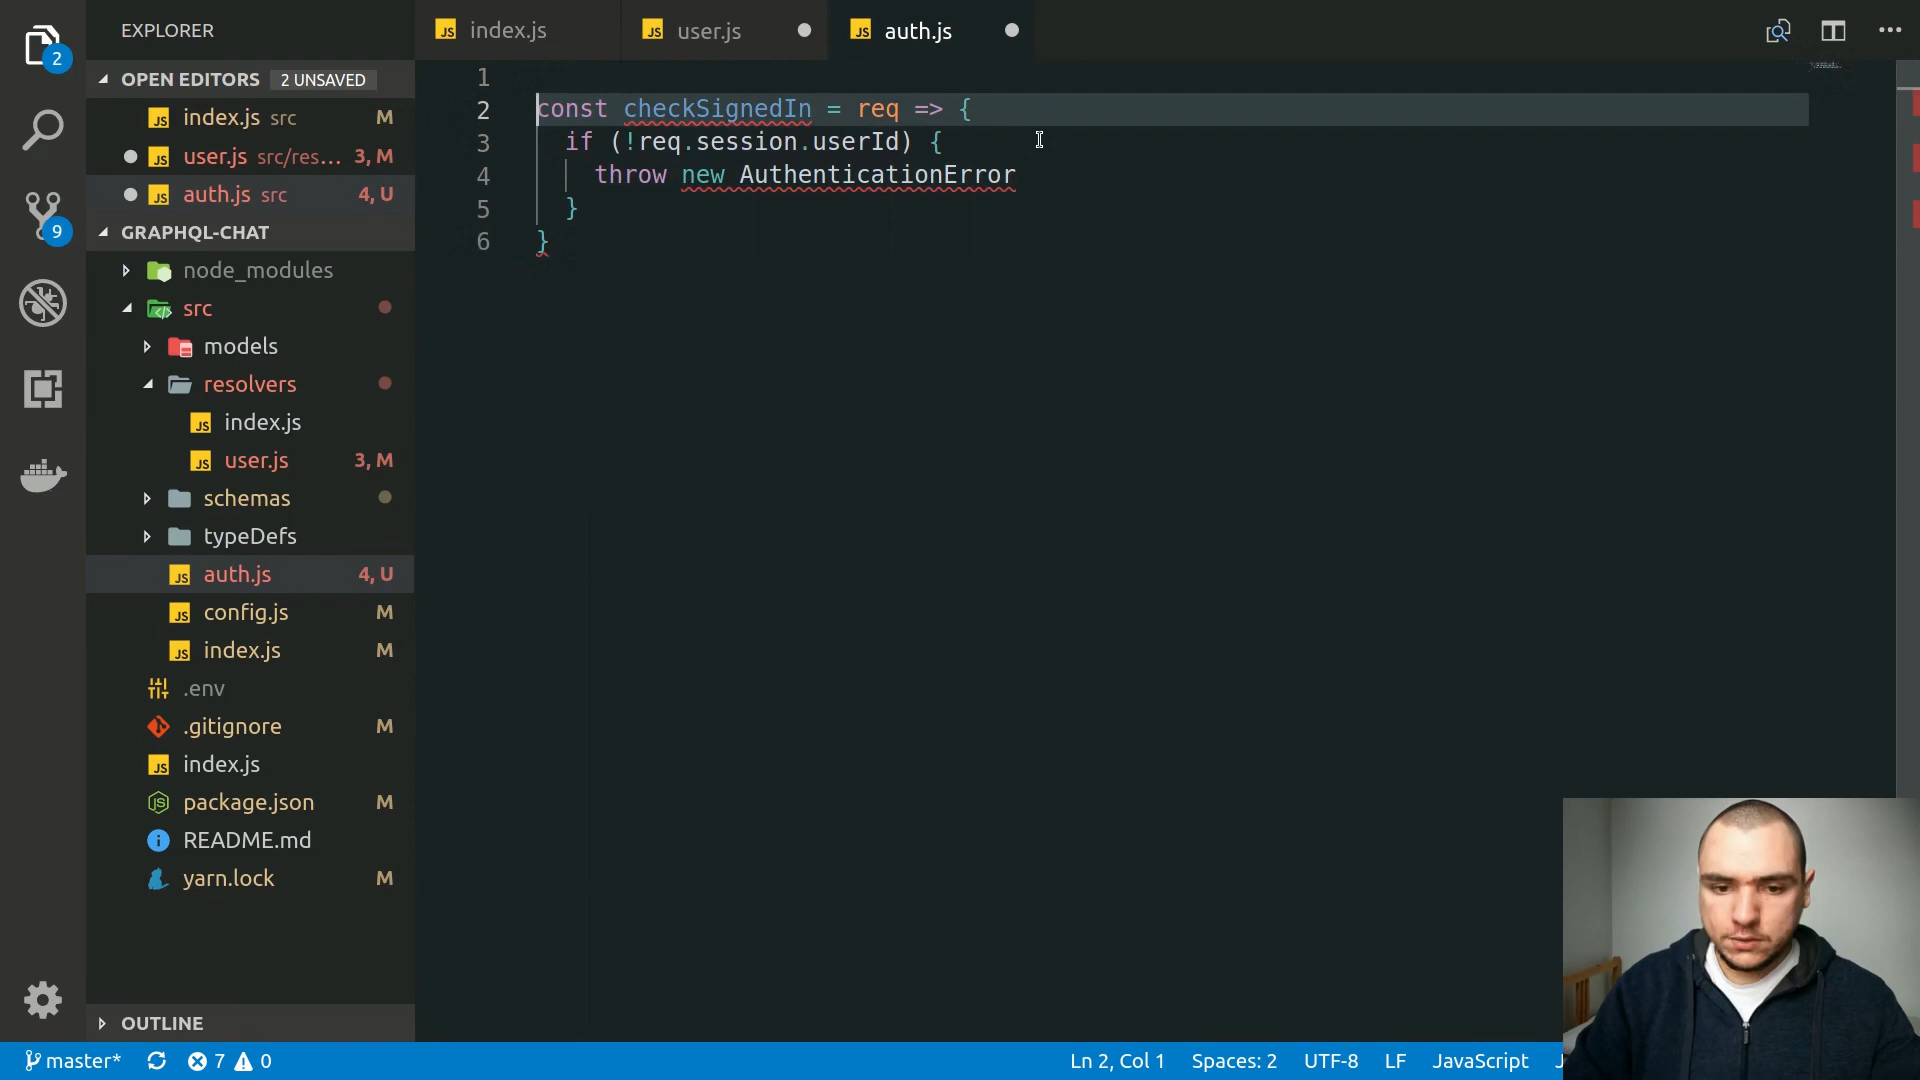 EXPLORER
OPEN EDITORS 2 UNSAVED
index.js src M
user.js src/res... 3, M
auth.js src 4, U
GRAPHQL-CHAT
node_modules
src
models
resolvers
index.js
user.js 3, M
schemas
typeDefs
auth.js 4, U
config.js M
index.js M
.env
.gitignore M
index.js
package.json M
README.md
yarn.lock M
OUTLINE
2
9
index.js
user.js
auth.js
1
2 const checkSignedIn = req => {
3 if (!req.session.userId) {
4 throw new AuthenticationError
5 }
6 }
master* 7 0 Ln 2, Col 1 Spaces: 2 UTF-8 LF JavaScript